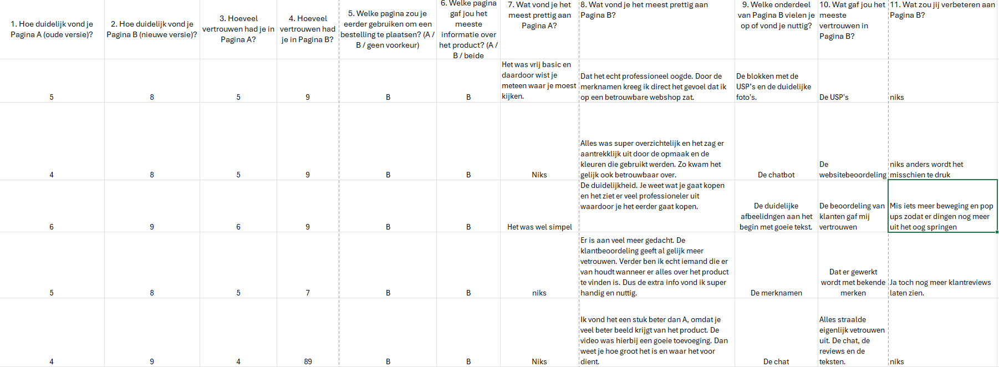 1. Hoe duidelijk vond je
Pagina A (oude versie)?
2. Hoe duidelijk vond je
Pagina B (nieuwe versie)?
3. Hoeveel
vertrouwen had je in
Pagina A?
4. Hoeveel
vertrouwen had
je in Pagina B?
5. Welke pagina zou je
eerder gebruiken om een
bestelling te plaatsen? (A /
B / geen voorkeur)
6. Welke pagina
gaf jou het
meeste
informatie over
het product? (A /
B / beide
7. Wat vond je het
meest prettig aan
Pagina A?
8. Wat vond je het meest prettig aan
Pagina B?
9. Welke onderdeel
van Pagina B vielen je
op of vond je nuttig?
10. Wat gaf jou het
meeste
vertrouwen in
Pagina B?
11. Wat zou jij verbeteren aan
Pagina B?
5
8
5
9
B
B
Het was vrij basic en
daardoor wist je
meteen waar je moest
kijken.
Dat het echt professioneel oogde. Door de
merknamen kreeg ik direct het gevoel dat ik
op een betrouwbare webshop zat.
De blokken met de
USP's en de duidelijke
foto's.
De USP's
niks
4
8
5
9
B
B
Niks
Alles was super overzichtelijk en het zag er
aantrekklijk uit door de opmaak en de
kleuren die gebruikt werden. Zo kwam het
gelijk ook betrouwbaar over.
De chatbot
De
websitebeoordeling
niks anders wordt het
misschien te druk
6
9
6
9
B
B
Het was wel simpel
De duidelijkheid. Je weet wat je gaat kopen
en het ziet er veel professioneler uit
waardoor je het eerder gaat kopen.
De duidelijke
afbeelidngen aan het
begin met goeie tekst.
De beoordeling van
klanten gaf mij
vertrouwen
Mis iets meer beweging en pop
ups zodat er dingen nog meer
uit het oog springen
5
8
5
7
B
B
niks
Er is aan veel meer gedacht. De
klantbeoordeling geeft al gelijk meer
vetrouwen. Verder ben ik echt iemand die er
van houdt wanneer er alles over het product
te vinden is. Dus de extra info vond ik super
handig en nuttig.
De merknamen
Dat er gewerkt
wordt met bekende
merken
Ja toch nog meer klantreviews
laten zien.
4
9
4
89
B
B
Niks
Ik vond het een stuk beter dan A, omdat je
veel beter beeld krijgt van het product. De
video was hierbij een goeie toevoeging. Dan
weet je hoe groot het is en waar het voor
dient.
De chat
Alles straalde
eigenlijk vetrouwen
uit. De chat, de
reviews en de
teksten.
niks